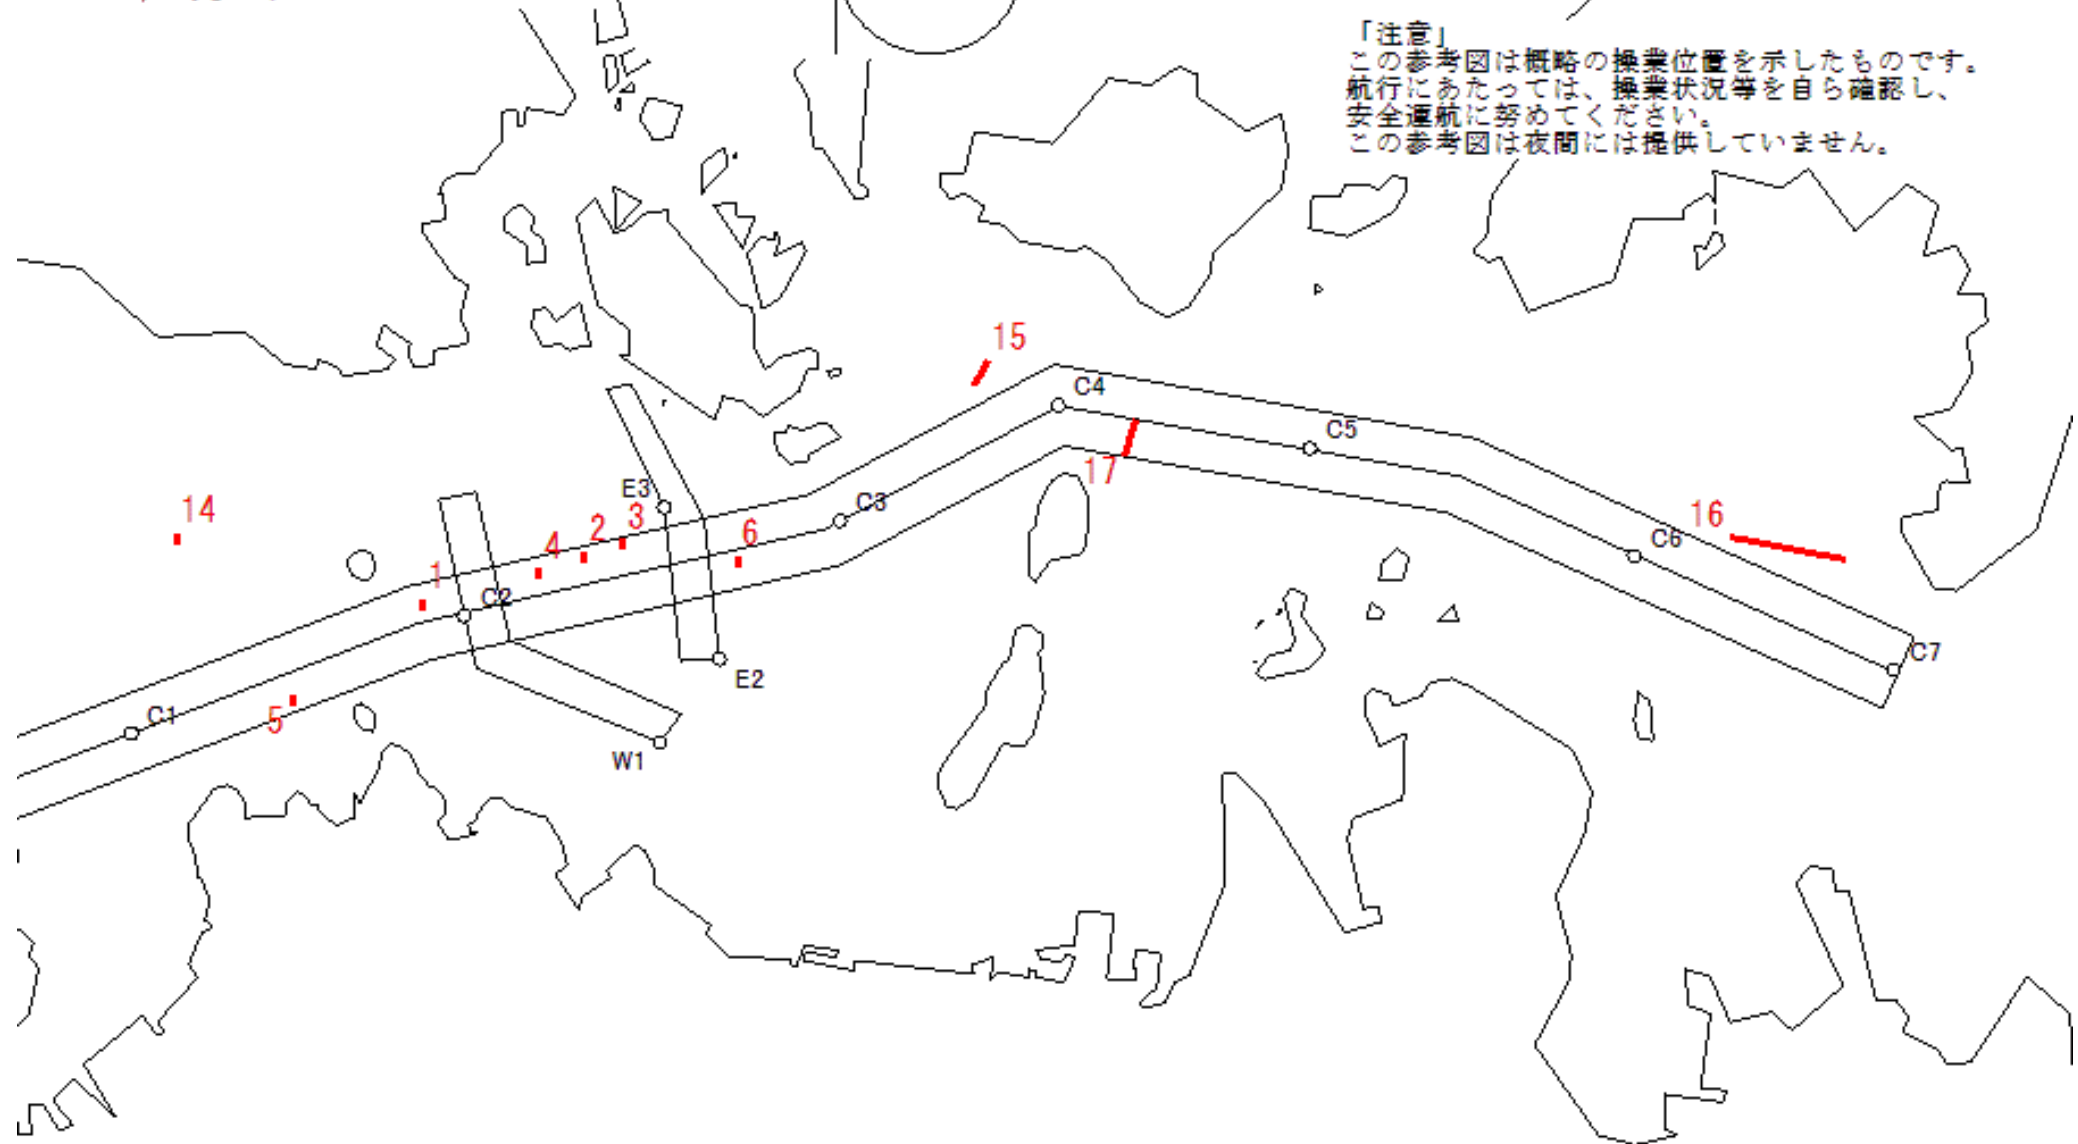 「注意」
この参考図は概略の操業位置を示したものです。
航行にあたっては、操業状況等を自ら確認し、
安全運航に努めてください。
この参考図は夜間には提供していません。
15
C4
C5
17
E3
14
3
2
4
6
C3
16
C6
1
C2
C7
E2
C1
5
W1